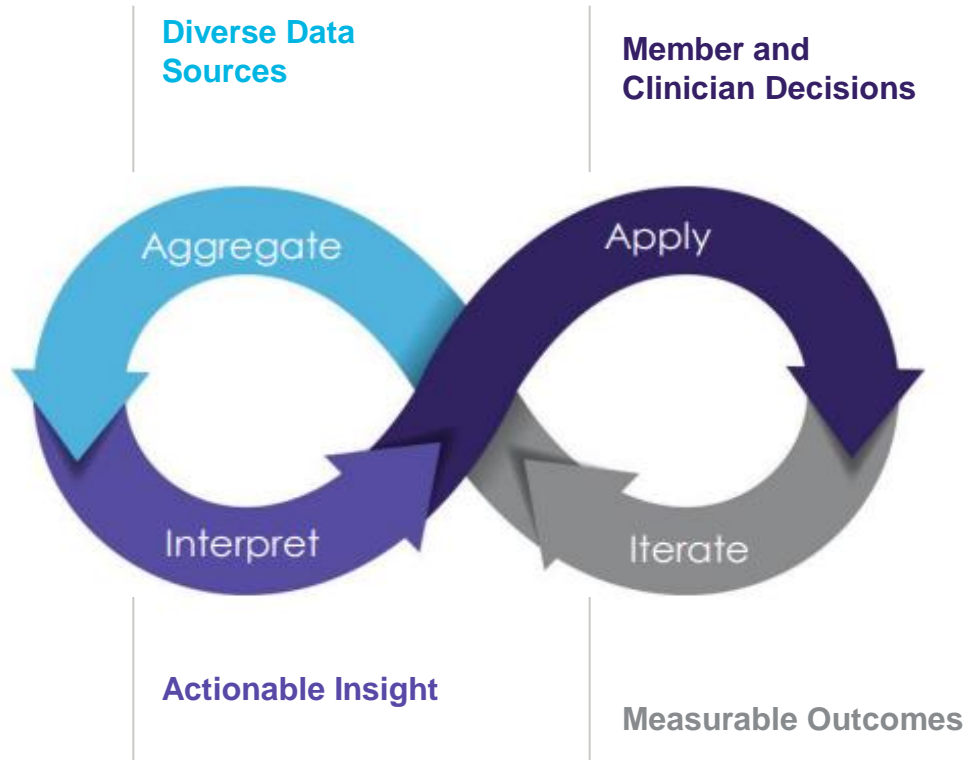 Diverse Data
Sources
Member and
Clinician Decisions
Aggregate
Apply
Interpret
Iterate
Actionable Insight
Measurable Outcomes